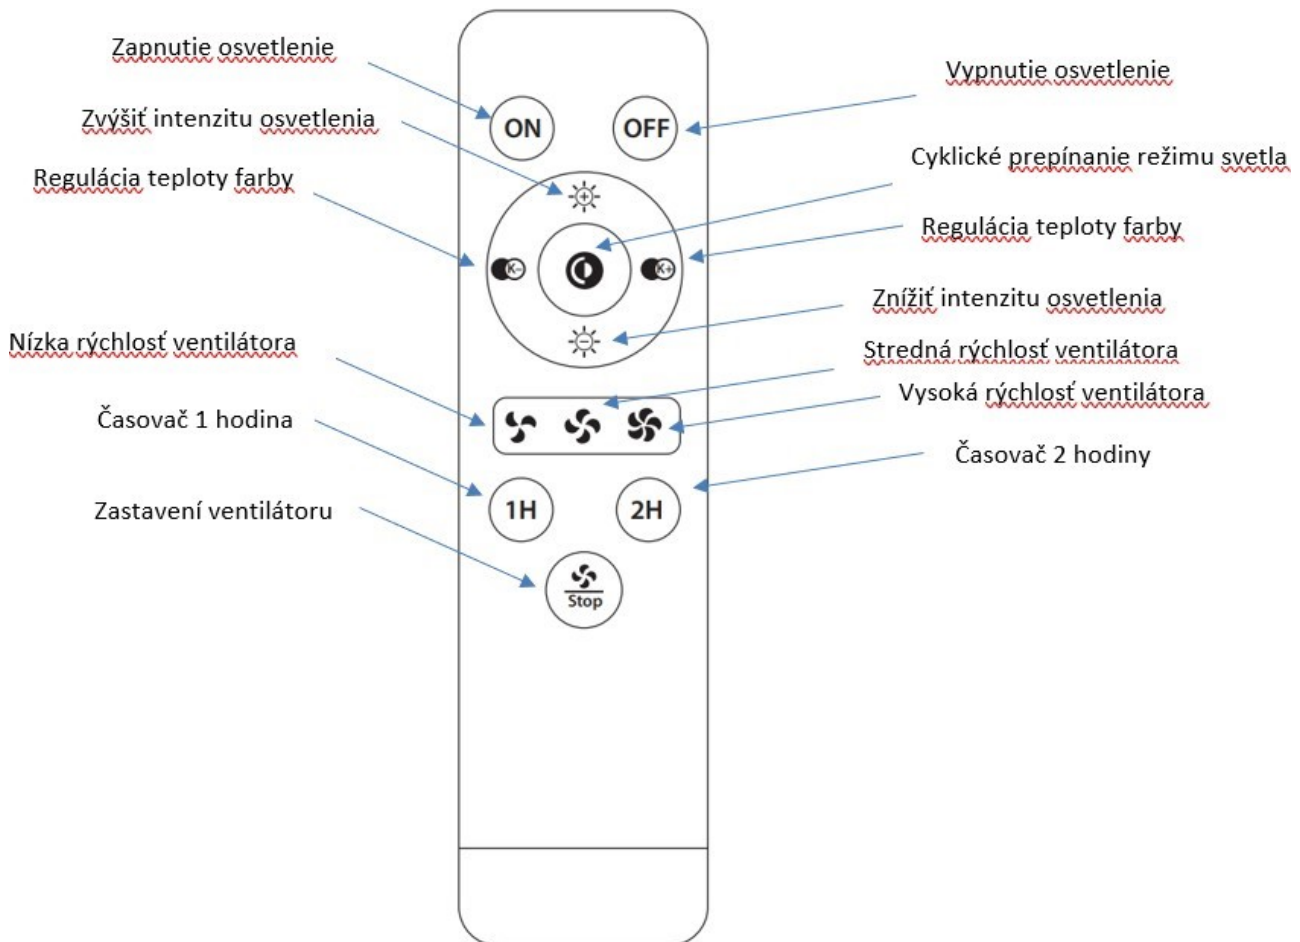 Zapnutie osvetlenie
Vypnutie osvetlenie
ON
OFF
Zvýšiť intenzitu osvetlenia
Cyklické prepínanie režimu svetla
Regulácia teploty farby
Regulácia teploty farby
K-
K+
Znížiť intenzitu osvetlenia
Nízka rýchlosť ventilátora
Stredná rýchlosť ventilátora
Vysoká rýchlosť ventilátora
Časovač 1 hodina
Časovač 2 hodiny
1H
2H
Zastavení ventilátoru
Stop